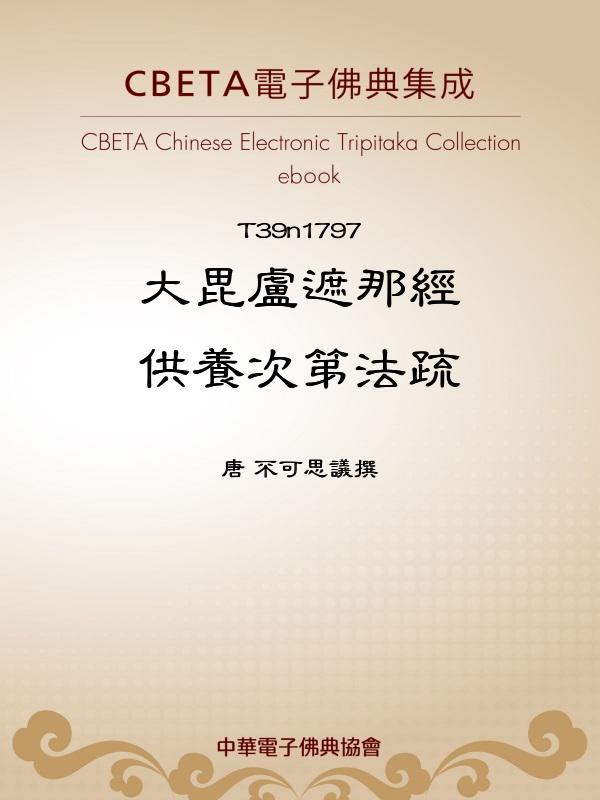 CBETA電子佛典集成
CBETA Chinese Electronic Tripitaka Collection
ebook
T39n1797
大毘盧遮那經
供養次第法疏
唐 不可思議撰
中華電子佛典協會